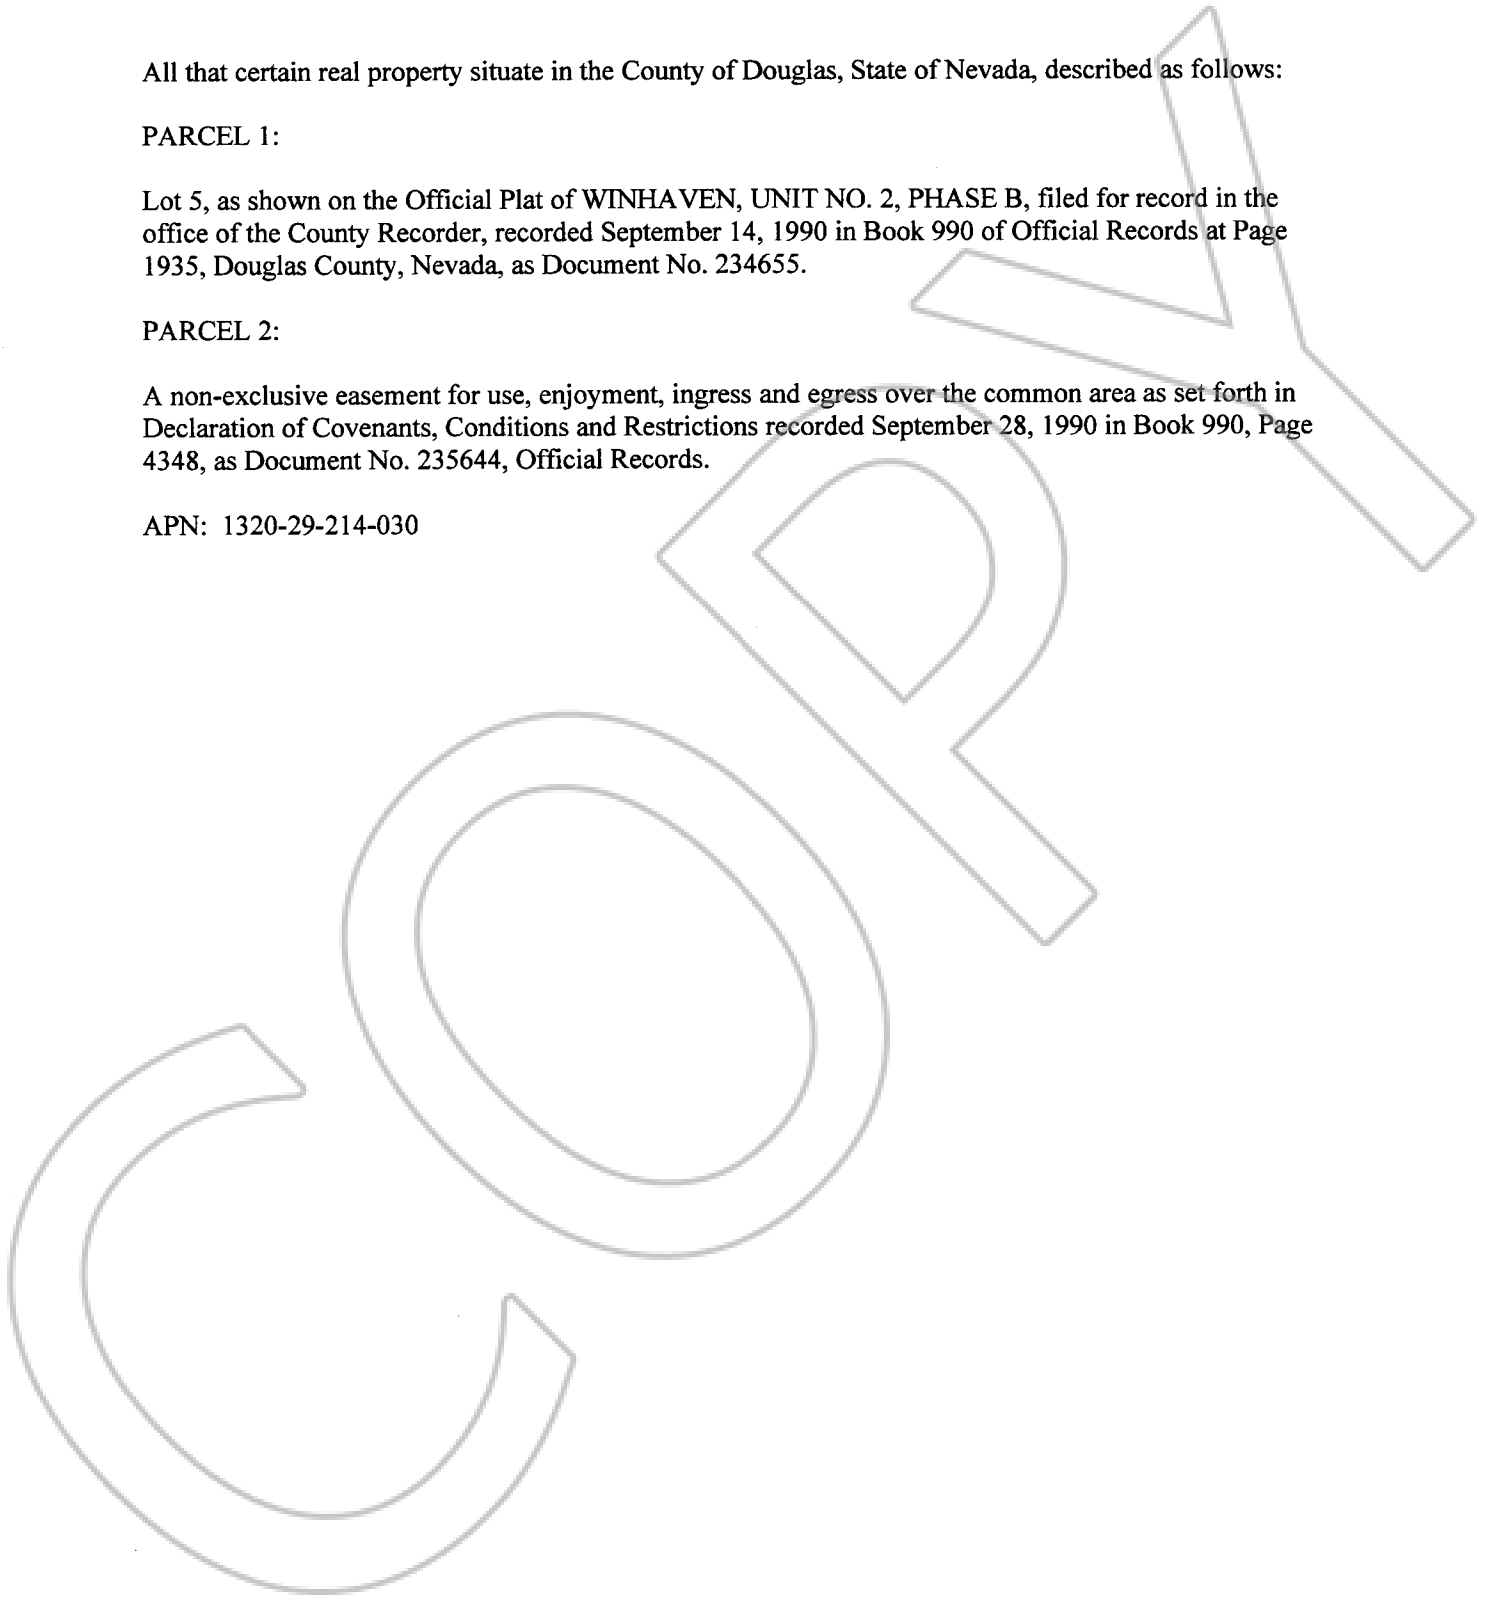 All that certain real property situate in the County of Douglas, State of Nevada, described as follows:
PARCEL 1:
Lot 5, as shown on the Official Plat of WINHAVEN, UNIT NO. 2, PHASE B, filed for record in the
office of the County Recorder, recorded September 14, 1990 in Book 990 of Official Records at Page
1935, Douglas County, Nevada, as Document No. 234655.
PARCEL 2:
A non-exclusive easement for use, enjoyment, ingress and egress over the common area as set forth in
Declaration of Covenants, Conditions and Restrictions recorded September 28, 1990 in Book 990, Page
4348, as Document No. 235644, Official Records.
APN: 1320-29-214-030
COPY